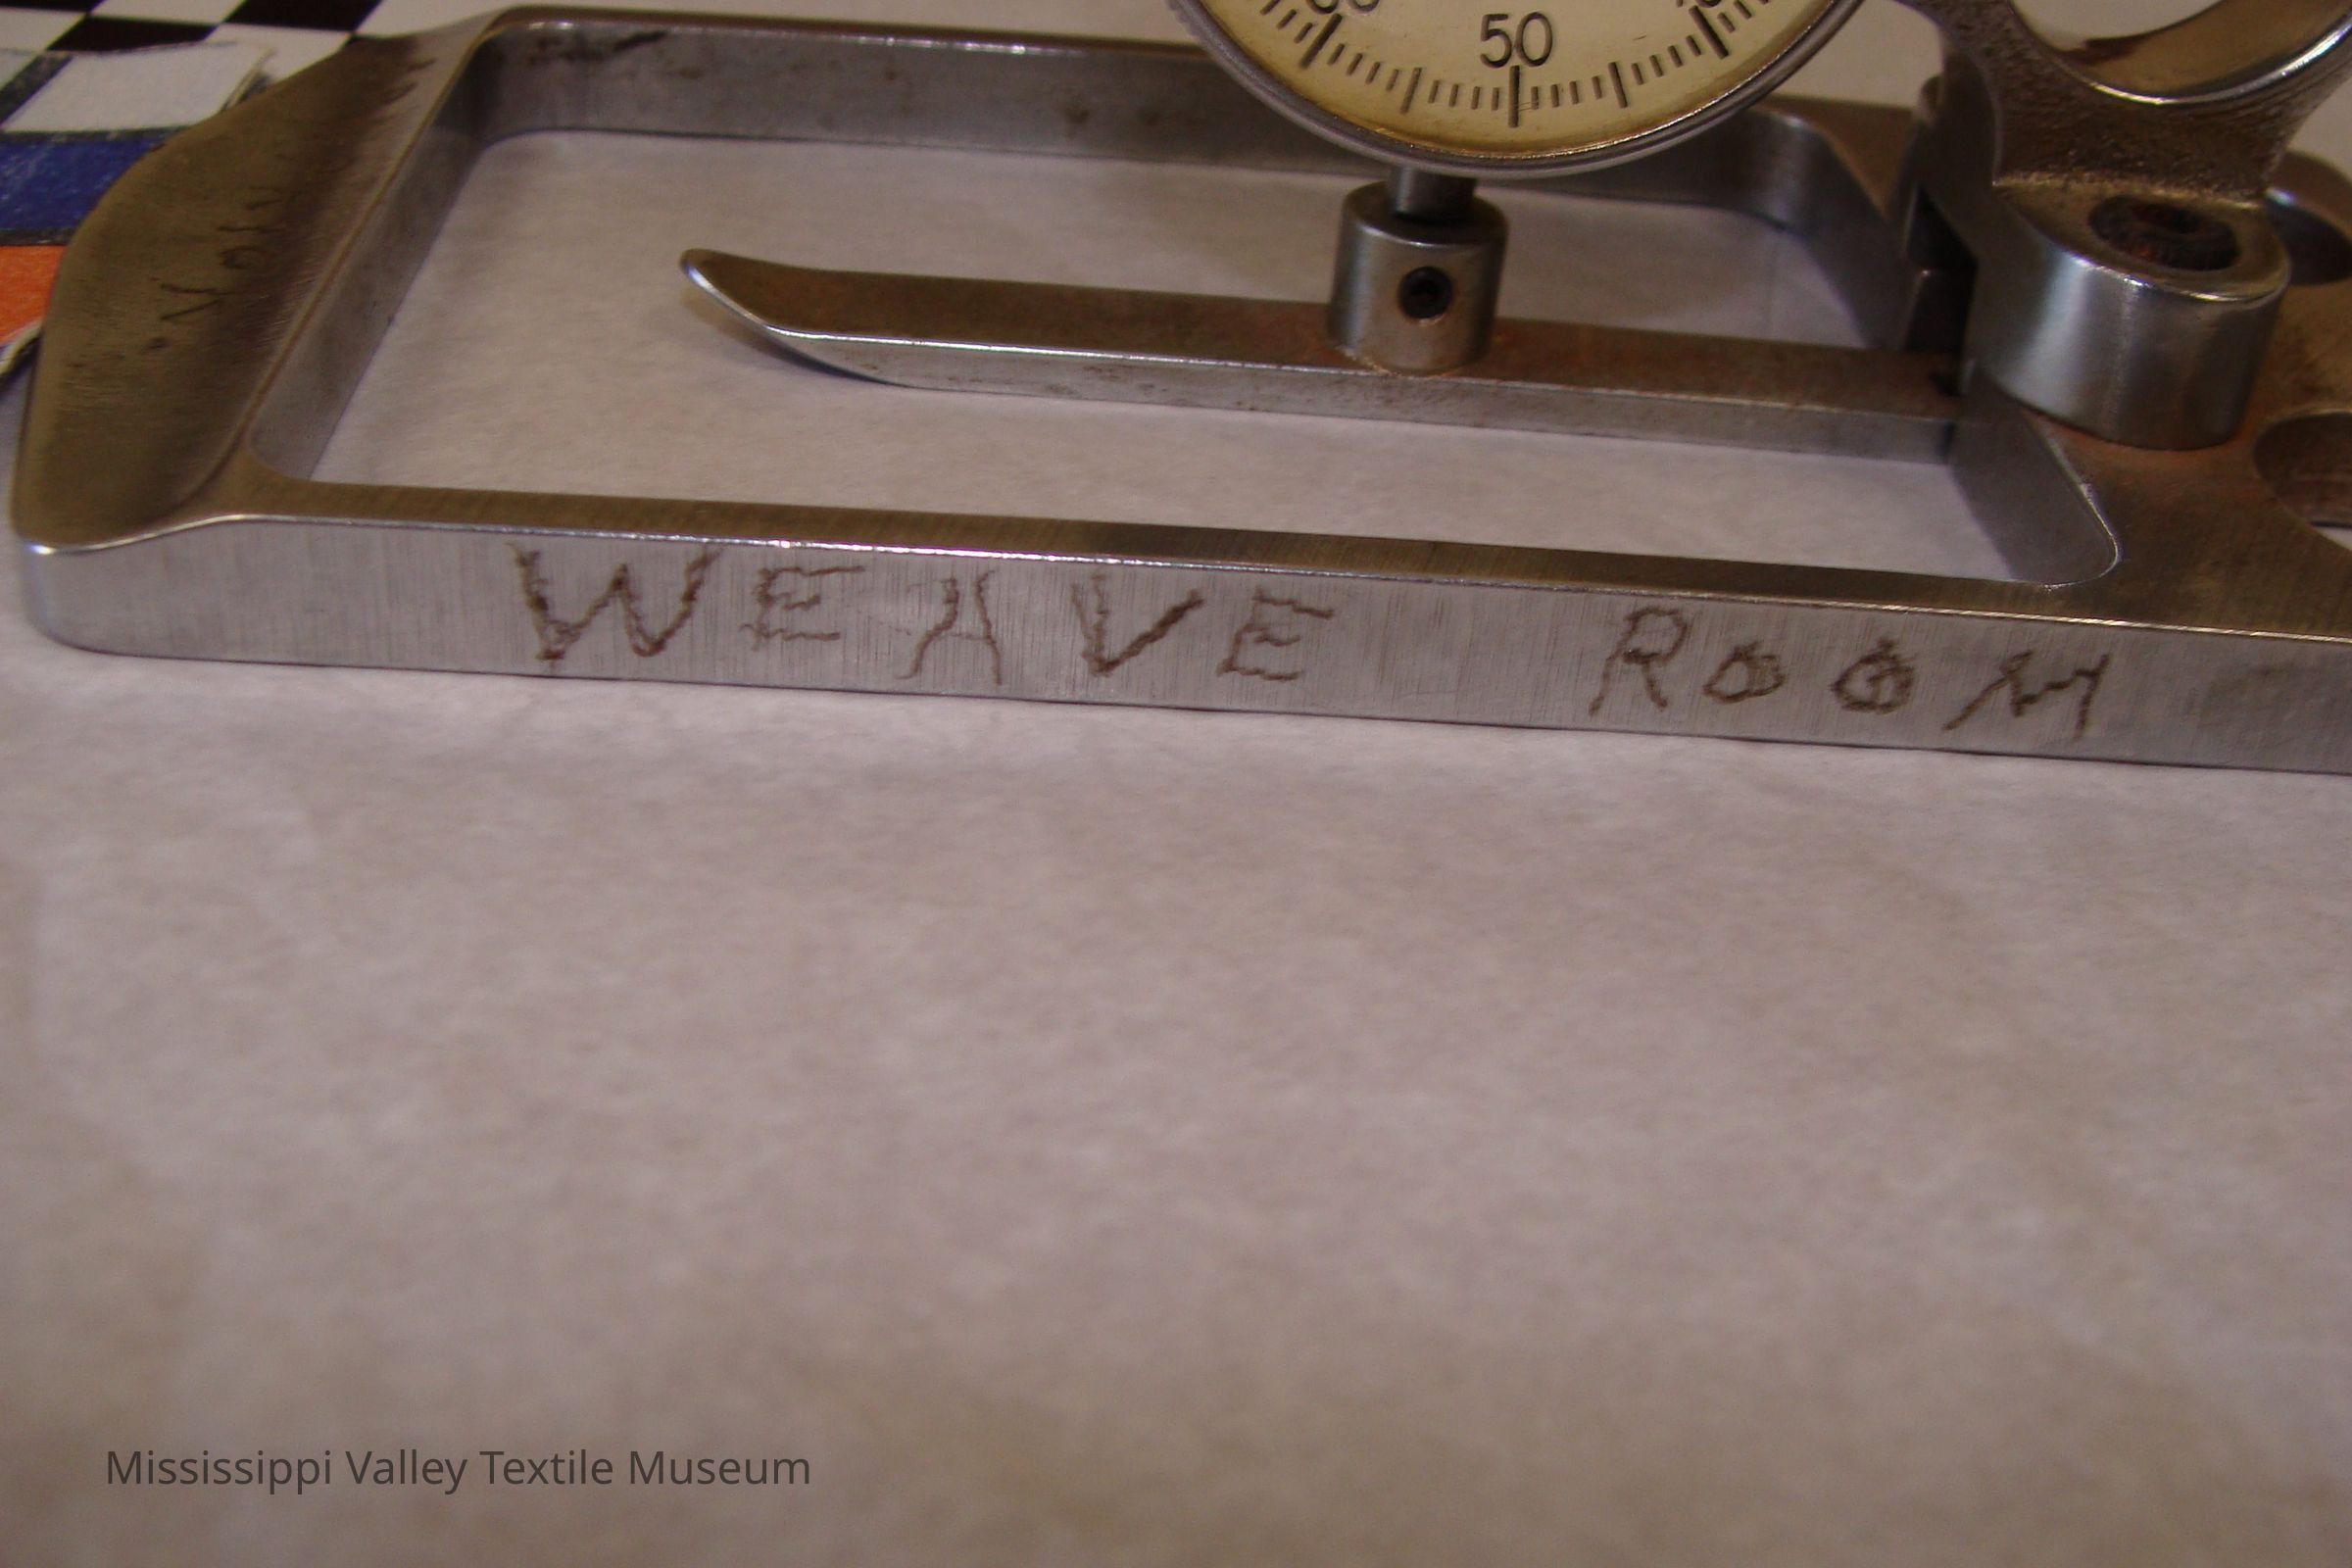 50
WEAVE ROOM
Mississippi Valley Textile Museum